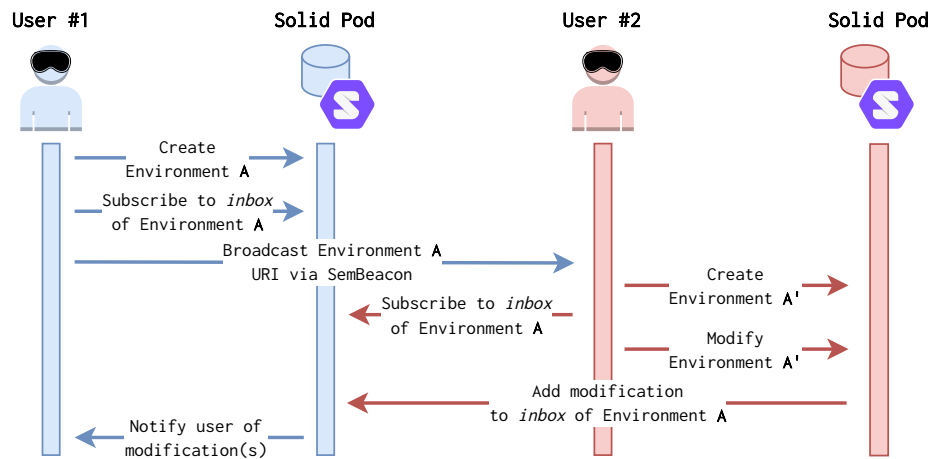 User #1
Solid Pod
User #2
Solid Pod
Create
Environment A
Subscribe to inbox
of Environment A
Broadcast Environment A
URI via SemBeacon
Create
Environment A'
Subscribe to inbox
of Environment A
Modify
Environment A'
Add modification
to inbox of Environment A
Notify user of
modification(s)